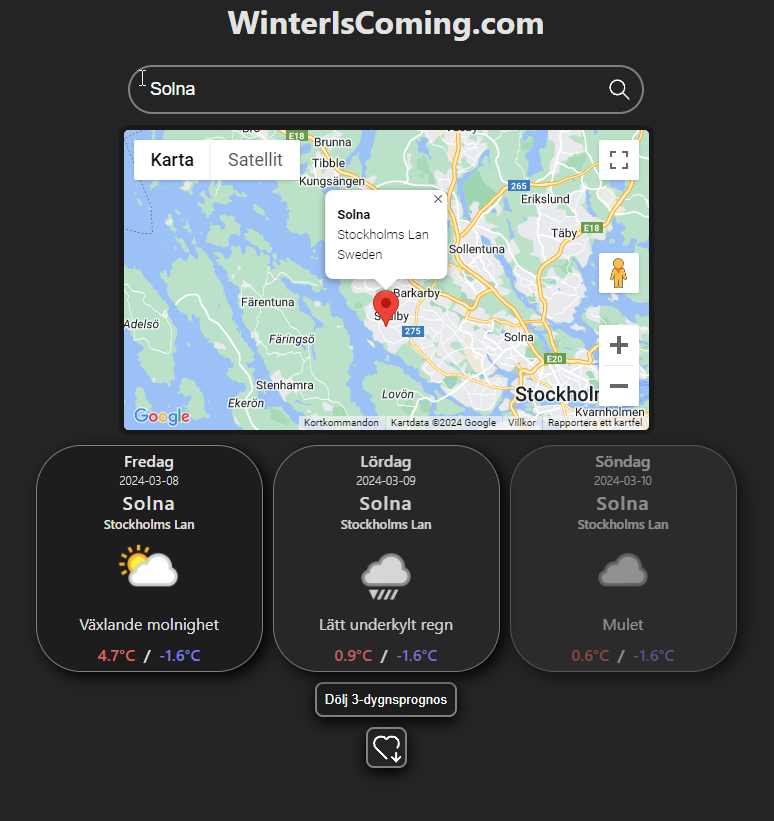 WinterIsComing.com
Solna
E18
Brunna
Tibble
Kungsängen
Karta Satellit
265
Erikslund
Täby
E18
Sollentuna
Solna
Stockholms Lan
Sweden
Barkarby
275
Färentuna
Adelsö
Färingsö
Solna
E20
Stenhamra
Ekerön
Lovön
Stockholm
Kvarnholmen
Google
Kortkommandon Kartdata ©2024 Google Villkor Rapportera ett kartfel
Fredag
2024-03-08
Solna
Stockholms Lan
Växlande molnighet
4.7°C / -1.6°C
Lördag
2024-03-09
Solna
Stockholms Lan
Lätt underkylt regn
0.9°C / -1.6°C
Söndag
2024-03-10
Solna
Stockholms Lan
Mulet
0.6°C / -1.6°C
Dölj 3-dygnsprognos